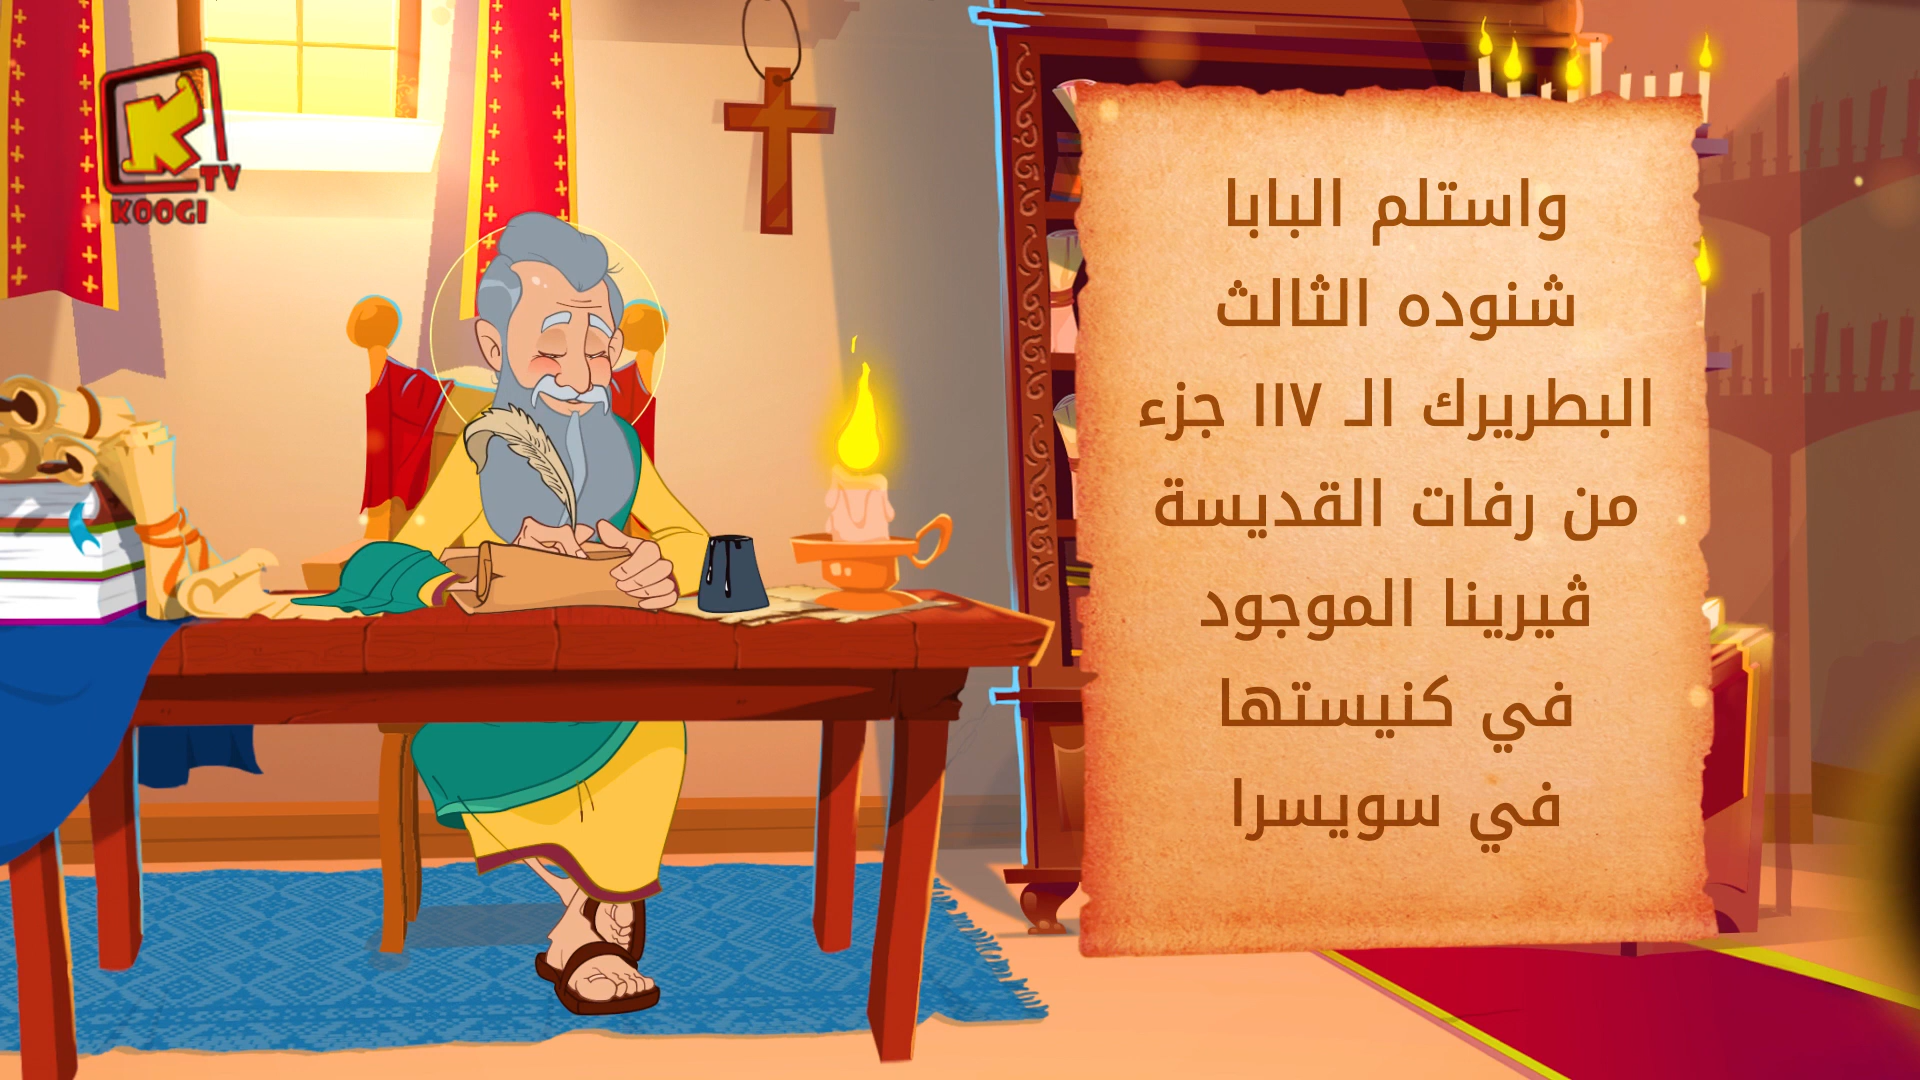 K
TV
KOOGI
واستلم البابا
شنوده الثالث
البطريرك الـ ١١٧ جزء
من رفات القديسة
ڤيرينا الموجود
في كنيستها
في سويسرا